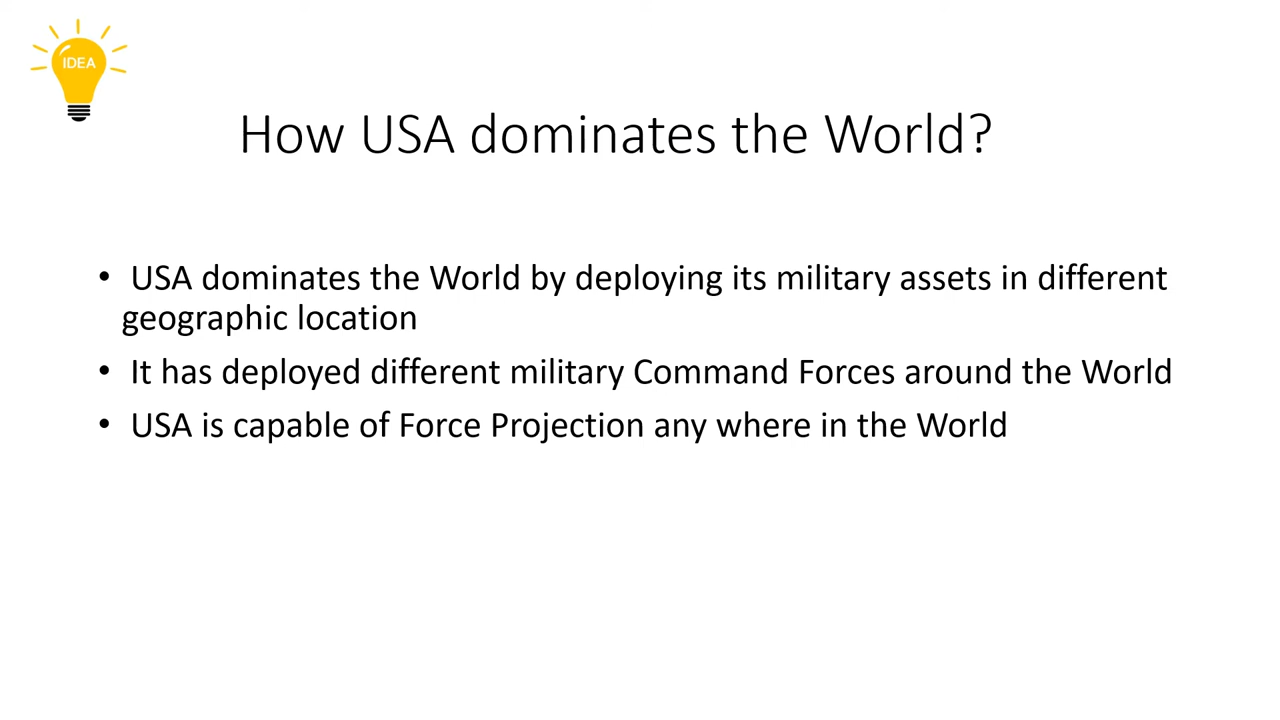 IDEA
How USA dominates the World?
• USA dominates the World by deploying its military assets in different
geographic location
• It has deployed different military Command Forces around the World
• USA is capable of Force Projection any where in the World